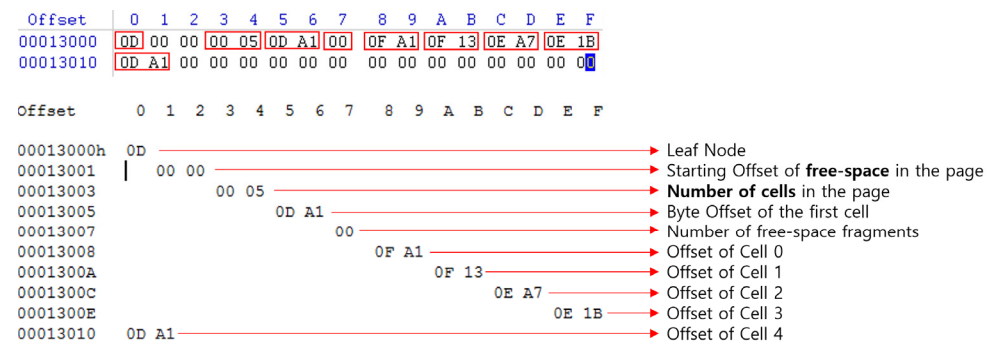 Offset 0 1 2 3 4 5 6 7 8 9 A B C D E F
00013000 0D 00 00 00 05 0D A1 00 0F A1 0F 13 0E A7 0E 1B
00013010 0D A1 00 00 00 00 00 00 00 00 00 00 00 00 00 00
Offset 0 1 2 3 4 5 6 7 8 9 A B C D E F
00013000h 0D Leaf Node
00013001 00 00 Starting Offset of free-space in the page
00013003 00 05 Number of cells in the page
00013005 0D A1 Byte Offset of the first cell
00013007 00 Number of free-space fragments
00013008 0F A1 Offset of Cell 0
0001300A 0F 13 Offset of Cell 1
0001300C 0E A7 Offset of Cell 2
0001300E 0E 1B Offset of Cell 3
00013010 0D A1 Offset of Cell 4